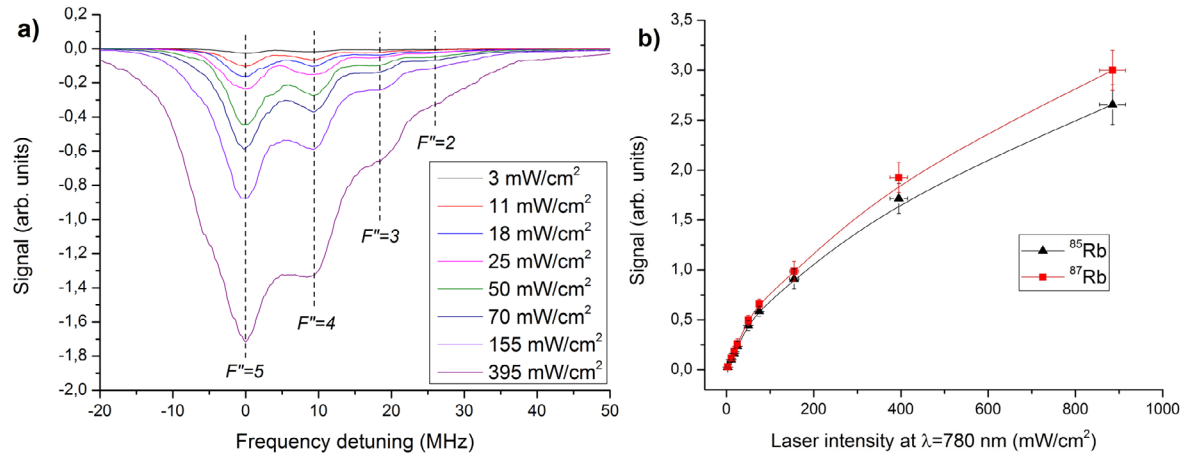 a)
Signal (arb. units)
0,2
0,0
-0,2
-0,4
-0,6
-0,8
-1,0
-1,2
-1,4
-1,6
-1,8
-2,0
F"=2
F"=3
F"=4
F"=5
3 mW/cm²
11 mW/cm²
18 mW/cm²
25 mW/cm²
50 mW/cm²
70 mW/cm²
155 mW/cm²
395 mW/cm²
-20 -10 0 10 20 30 40 50
Frequency detuning (MHz)
b)
Signal (arb. units)
3,5
3,0
2,5
2,0
1,5
1,0
0,5
0,0
⁸⁵Rb
⁸⁷Rb
0 200 400 600 800 1000
Laser intensity at λ=780 nm (mW/cm²)